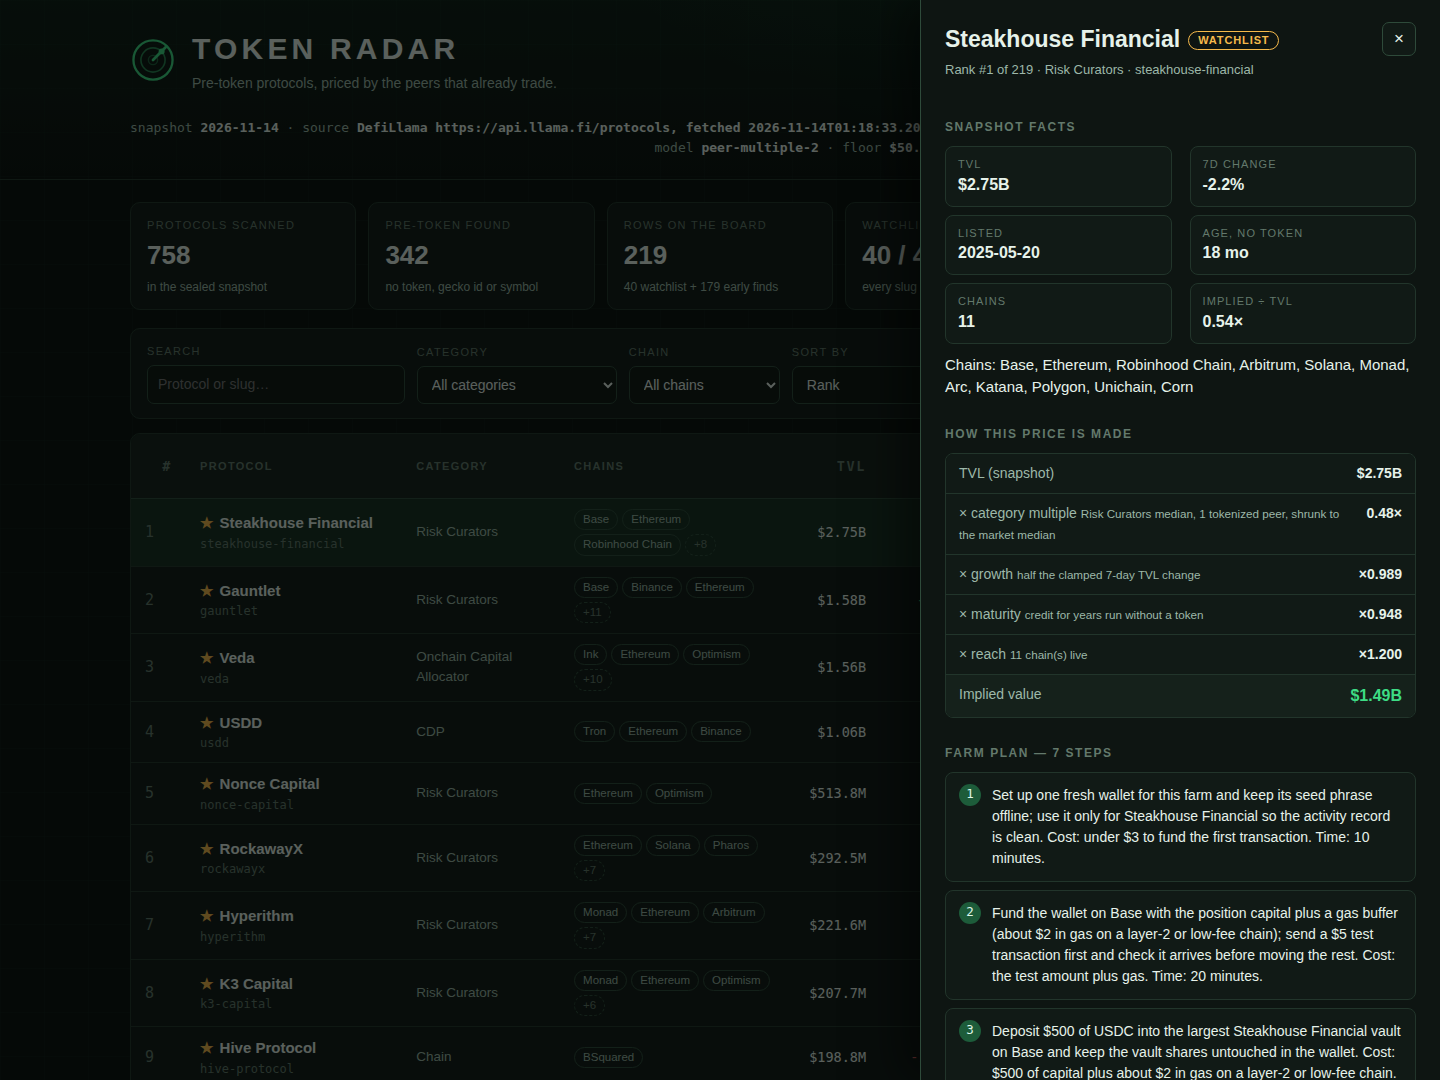 TOKEN RADAR
Pre-token protocols, priced by the peers that already trade.
snapshot 2026-11-14 · source DefiLlama https://api.llama.fi/protocols, fetched 2026-11-14T01:18:33.20
model peer-multiple-2 · floor $50.
PROTOCOLS SCANNED
758
in the sealed snapshot
PRE-TOKEN FOUND
342
no token, gecko id or symbol
ROWS ON THE BOARD
219
40 watchlist + 179 early finds
WATCHLI
40 / 4
every slug
SEARCH
Protocol or slug…
CATEGORY
All categories
CHAIN
All chains
SORT BY
Rank
# PROTOCOL CATEGORY CHAINS TVL
1 ★ Steakhouse Financial Risk Curators Base Ethereum $2.75B
steakhouse-financial Robinhood Chain +8
2 ★ Gauntlet Risk Curators Base Binance Ethereum $1.58B
gauntlet +11
3 ★ Veda Onchain Capital Allocator Ink Ethereum Optimism $1.56B
veda +10
4 ★ USDD CDP Tron Ethereum Binance $1.06B
usdd
5 ★ Nonce Capital Risk Curators Ethereum Optimism $513.8M
nonce-capital
6 ★ RockawayX Risk Curators Ethereum Solana Pharos $292.5M
rockawayx +7
7 ★ Hyperithm Risk Curators Monad Ethereum Arbitrum $221.6M
hyperithm +7
8 ★ K3 Capital Risk Curators Monad Ethereum Optimism $207.7M
k3-capital +6
9 ★ Hive Protocol Chain BSquared $198.8M -
hive-protocol
Steakhouse Financial WATCHLIST ×
Rank #1 of 219 · Risk Curators · steakhouse-financial
SNAPSHOT FACTS
TVL
$2.75B
7D CHANGE
-2.2%
LISTED
2025-05-20
AGE, NO TOKEN
18 mo
CHAINS
11
IMPLIED ÷ TVL
0.54×
Chains: Base, Ethereum, Robinhood Chain, Arbitrum, Solana, Monad,
Arc, Katana, Polygon, Unichain, Corn
HOW THIS PRICE IS MADE
TVL (snapshot) $2.75B
× category multiple Risk Curators median, 1 tokenized peer, shrunk to 0.48×
the market median
× growth half the clamped 7-day TVL change ×0.989
× maturity credit for years run without a token ×0.948
× reach 11 chain(s) live ×1.200
Implied value $1.49B
FARM PLAN — 7 STEPS
1 Set up one fresh wallet for this farm and keep its seed phrase
offline; use it only for Steakhouse Financial so the activity record
is clean. Cost: under $3 to fund the first transaction. Time: 10
minutes.
2 Fund the wallet on Base with the position capital plus a gas buffer
(about $2 in gas on a layer-2 or low-fee chain); send a $5 test
transaction first and check it arrives before moving the rest. Cost:
the test amount plus gas. Time: 20 minutes.
3 Deposit $500 of USDC into the largest Steakhouse Financial vault
on Base and keep the vault shares untouched in the wallet. Cost:
$500 of capital plus about $2 in gas on a layer-2 or low-fee chain.